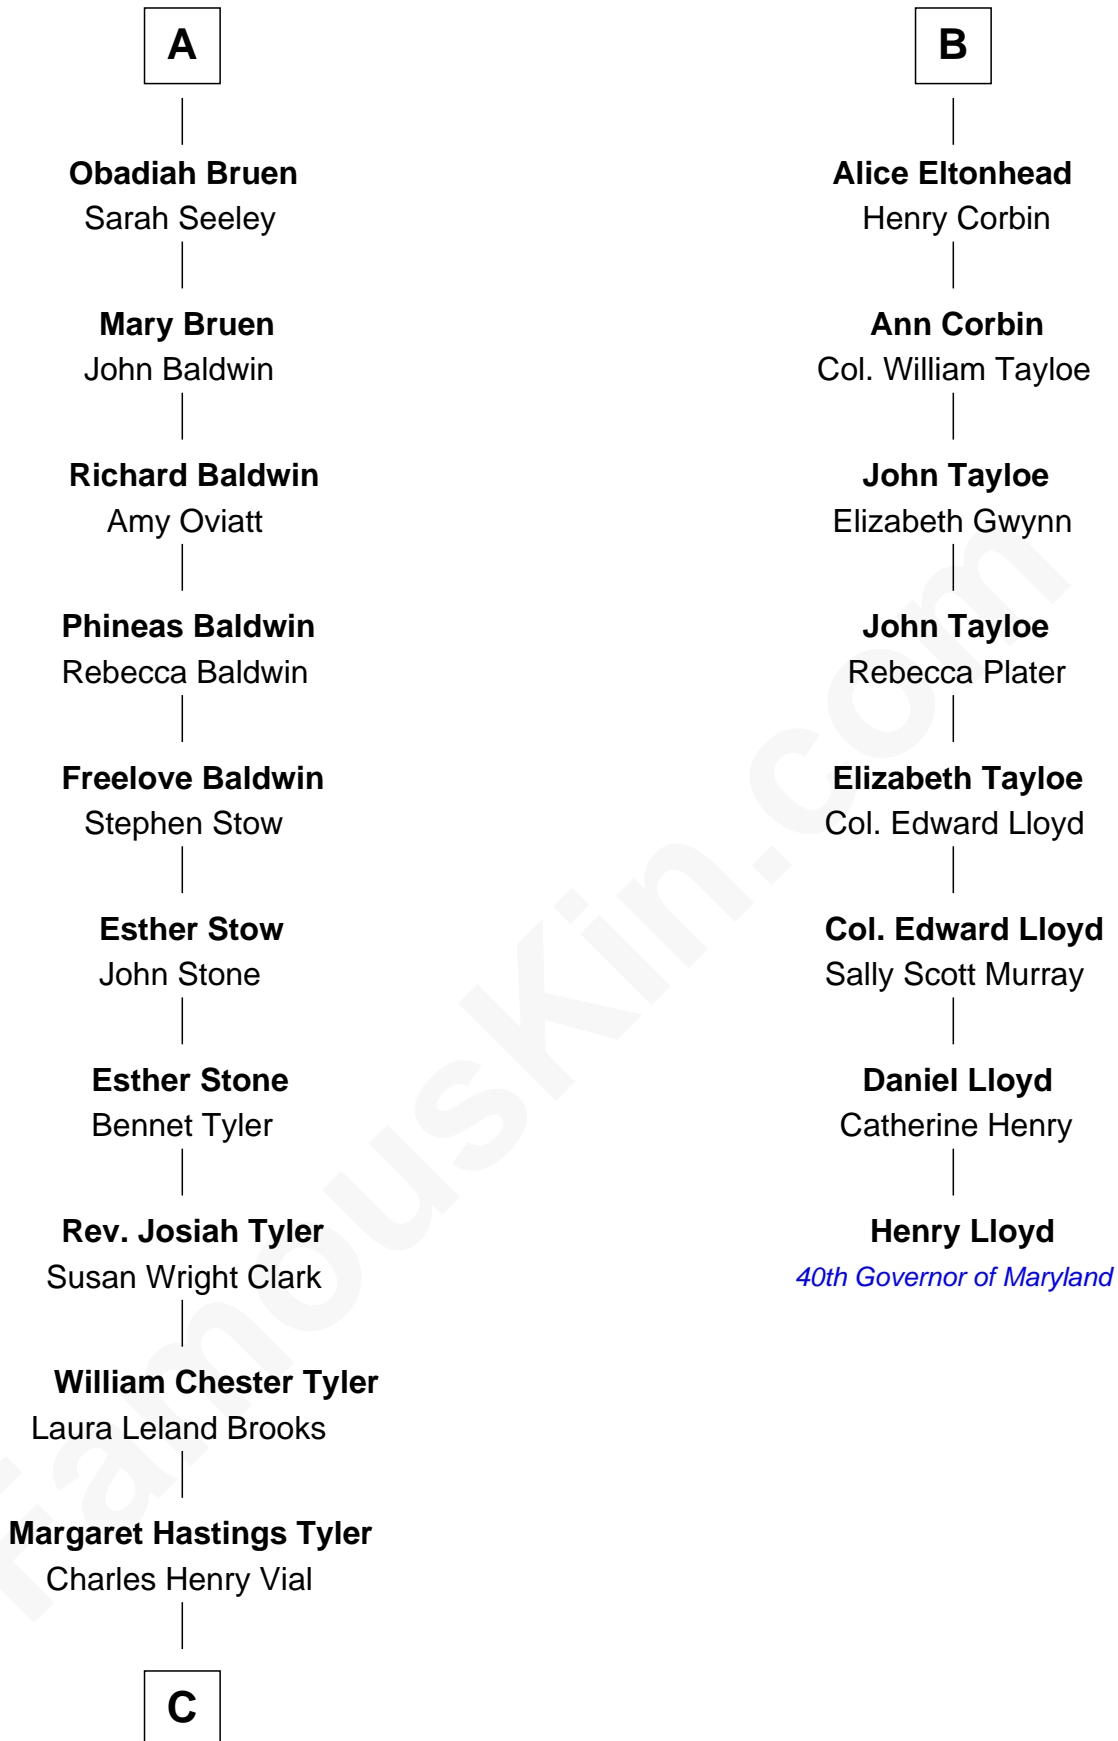 A
Obadiah Bruen
Sarah Seeley
Mary Bruen
John Baldwin
Richard Baldwin
Amy Oviatt
Phineas Baldwin
Rebecca Baldwin
Freelove Baldwin
Stephen Stow
Esther Stow
John Stone
Esther Stone
Bennet Tyler
Rev. Josiah Tyler
Susan Wright Clark
William Chester Tyler
Laura Leland Brooks
Margaret Hastings Tyler
Charles Henry Vial
C
B
Alice Eltonhead
Henry Corbin
Ann Corbin
Col. William Tayloe
John Tayloe
Elizabeth Gwynn
John Tayloe
Rebecca Plater
Elizabeth Tayloe
Col. Edward Lloyd
Col. Edward Lloyd
Sally Scott Murray
Daniel Lloyd
Catherine Henry
Henry Lloyd
40th Governor of Maryland
FamousKin.com